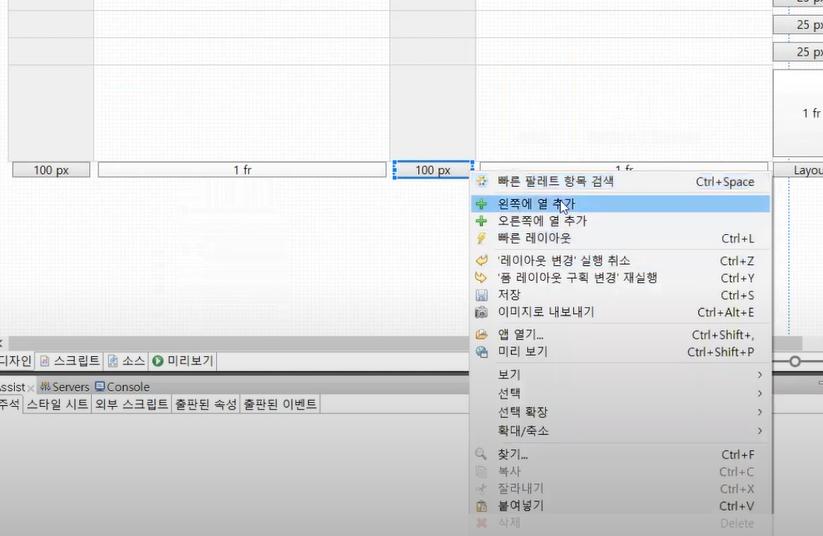 25 px
25 px
25 px
1 fr
100 px
1 fr
100 px
1 fr
Layou
빠른 팔레트 항목 검색 Ctrl+Space
왼쪽에 열 추가
오른쪽에 열 추가
빠른 레이아웃 Ctrl+L
'레이아웃 변경' 실행 취소 Ctrl+Z
'폼 레이아웃 구획 변경' 재실행 Ctrl+Y
저장 Ctrl+S
이미지로 내보내기 Ctrl+Alt+E
앱 열기... Ctrl+Shift+,
미리 보기 Ctrl+Shift+P
보기
선택
선택 확장
확대/축소
찾기... Ctrl+F
복사 Ctrl+C
잘라내기 Ctrl+X
붙여넣기 Ctrl+V
삭제 Delete
디자인 스크립트 소스 미리보기
Assist Servers Console
주석 스타일 시트 외부 스크립트 출판된 속성 출판된 이벤트